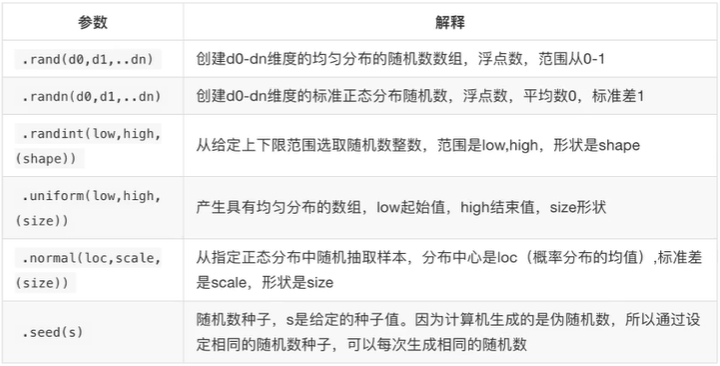 参数 解释
.rand(d0,d1,..dn) 创建d0-dn维度的均匀分布的随机数数组，浮点数，范围从0-1
.randn(d0,d1,..dn) 创建d0-dn维度的标准正态分布随机数，浮点数，平均数0，标准差1
.randint(low,high,
(shape))
从给定上下限范围选取随机数整数，范围是low,high，形状是shape
.uniform(low,high,
(size))
产生具有均匀分布的数组，low起始值，high结束值，size形状
.normal(loc,scale,
(size))
从指定正态分布中随机抽取样本，分布中心是loc（概率分布的均值）,标准差
是scale，形状是size
.seed(s)
随机数种子，s是给定的种子值。因为计算机生成的是伪随机数，所以通过设
定相同的随机数种子，可以每次生成相同的随机数